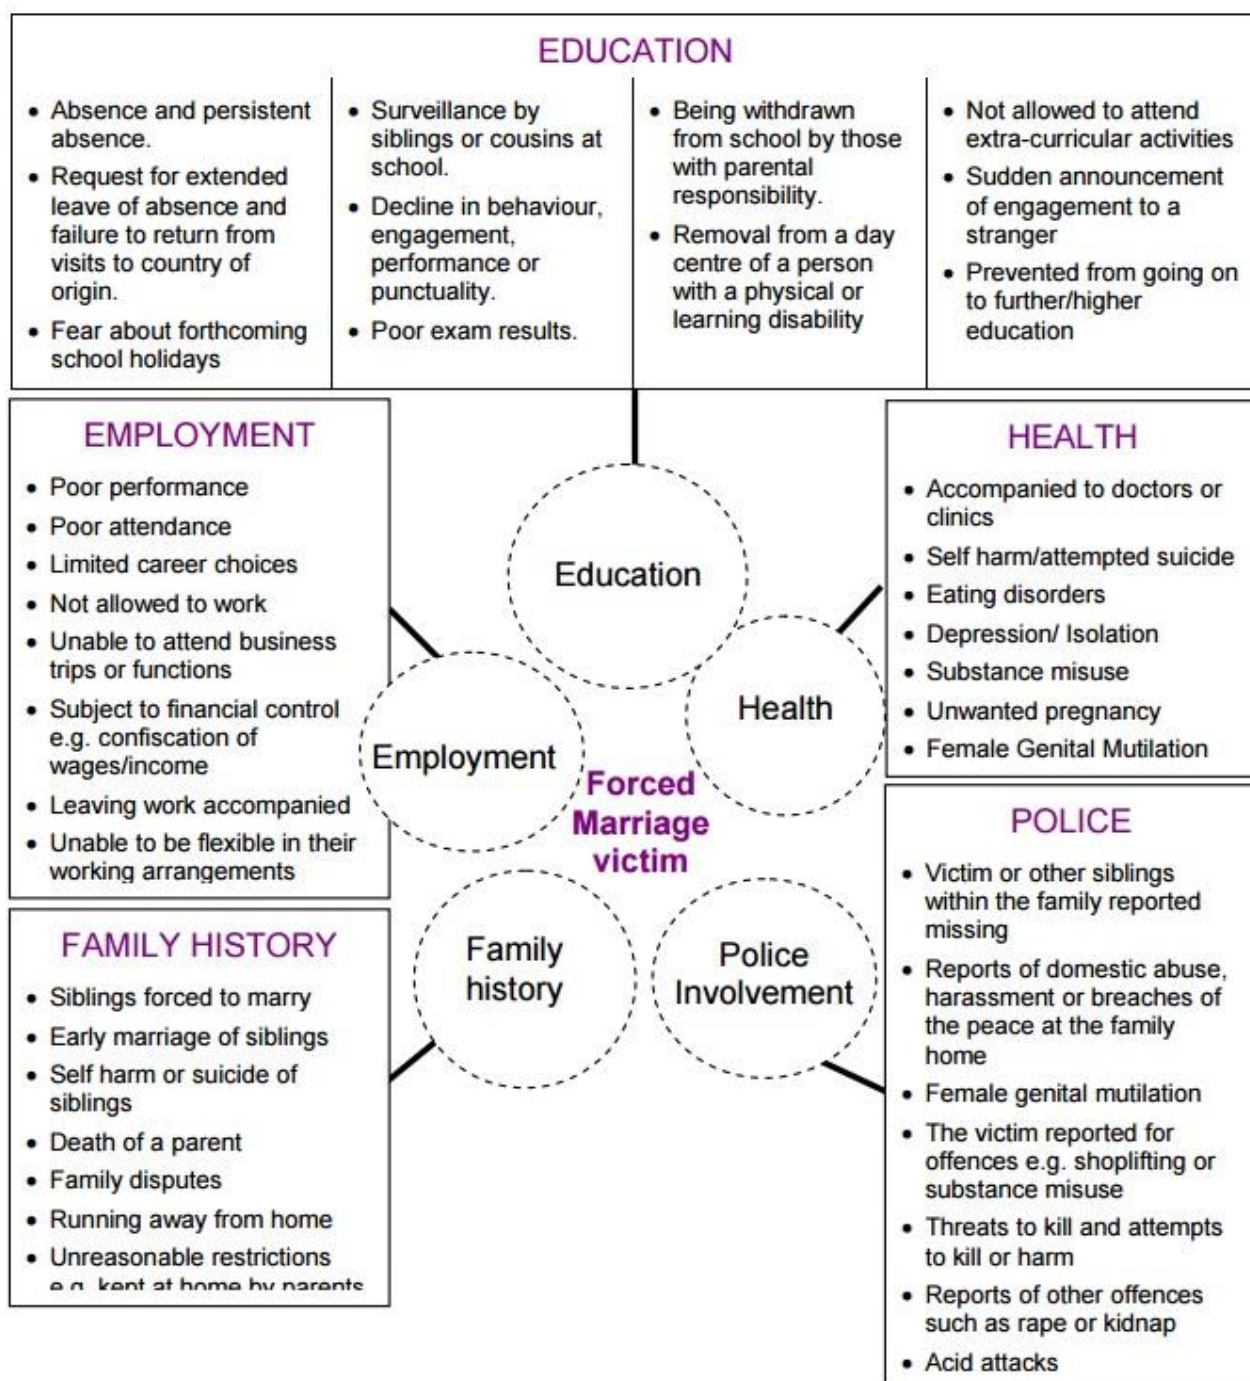 EDUCATION
• Absence and persistent
absence.
• Request for extended
leave of absence and
failure to return from
visits to country of
origin.
• Fear about forthcoming
school holidays
• Surveillance by
siblings or cousins at
school.
• Decline in behaviour,
engagement,
performance or
punctuality.
• Poor exam results.
• Being withdrawn
from school by those
with parental
responsibility.
• Removal from a day
centre of a person
with a physical or
learning disability
• Not allowed to attend
extra-curricular activities
• Sudden announcement
of engagement to a
stranger
• Prevented from going on
to further/higher
education
EMPLOYMENT
• Poor performance
• Poor attendance
• Limited career choices
• Not allowed to work
• Unable to attend business
trips or functions
• Subject to financial control
e.g. confiscation of
wages/income
• Leaving work accompanied
• Unable to be flexible in their
working arrangements
Education
Health
Employment
Forced
Marriage
victim
Family
history
Police
Involvement
HEALTH
• Accompanied to doctors or
clinics
• Self harm/attempted suicide
• Eating disorders
• Depression/ Isolation
• Substance misuse
• Unwanted pregnancy
• Female Genital Mutilation
FAMILY HISTORY
• Siblings forced to marry
• Early marriage of siblings
• Self harm or suicide of
siblings
• Death of a parent
• Family disputes
• Running away from home
• Unreasonable restrictions
e.g. kept at home by parents
POLICE
• Victim or other siblings
within the family reported
missing
• Reports of domestic abuse,
harassment or breaches of
the peace at the family
home
• Female genital mutilation
• The victim reported for
offences e.g. shoplifting or
substance misuse
• Threats to kill and attempts
to kill or harm
• Reports of other offences
such as rape or kidnap
• Acid attacks